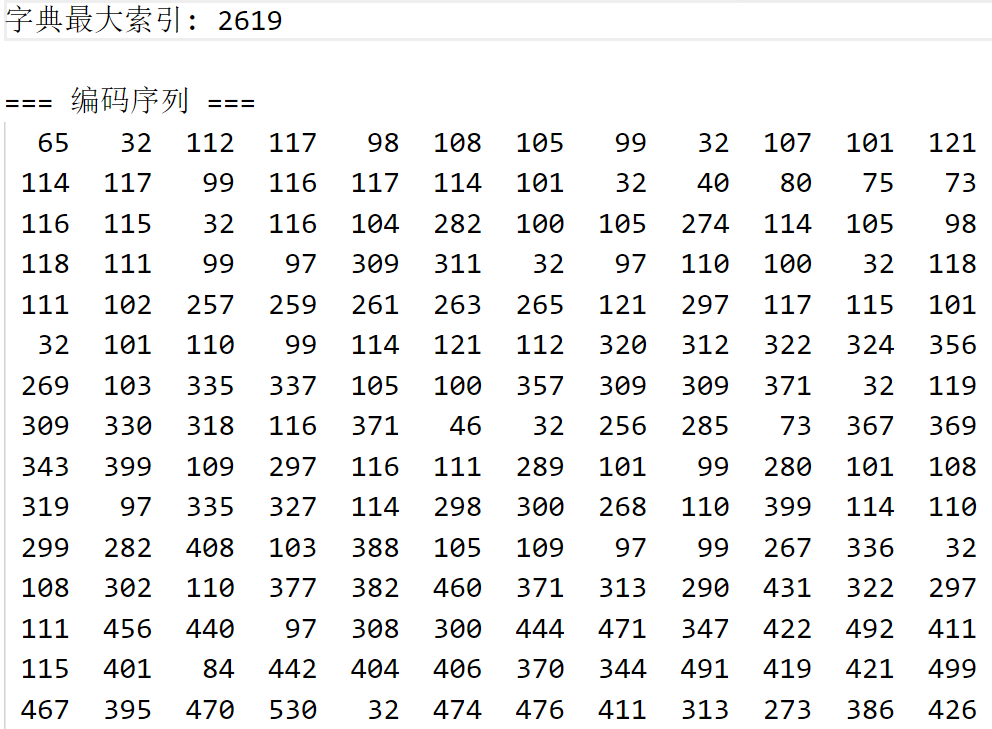 字典最大索引: 2619
=== 编码序列 ===
65 32 112 117 98 108 105 99 32 107 101 121
114 117 99 116 117 114 101 32 40 80 75 73
116 115 32 116 104 282 100 105 274 114 105 98
118 111 99 97 309 311 32 97 110 100 32 118
111 102 257 259 261 263 265 121 297 117 115 101
32 101 110 99 114 121 112 320 312 322 324 356
269 103 335 337 105 100 357 309 309 371 32 119
309 330 318 116 371 46 32 256 285 73 367 369
343 399 109 297 116 111 289 101 99 280 101 108
319 97 335 327 114 298 300 268 110 399 114 110
299 282 408 103 388 105 109 97 99 267 336 32
108 302 110 377 382 460 371 313 290 431 322 297
111 456 440 97 308 300 444 471 347 422 492 411
115 401 84 442 404 406 370 344 491 419 421 499
467 395 470 530 32 474 476 411 313 273 386 426